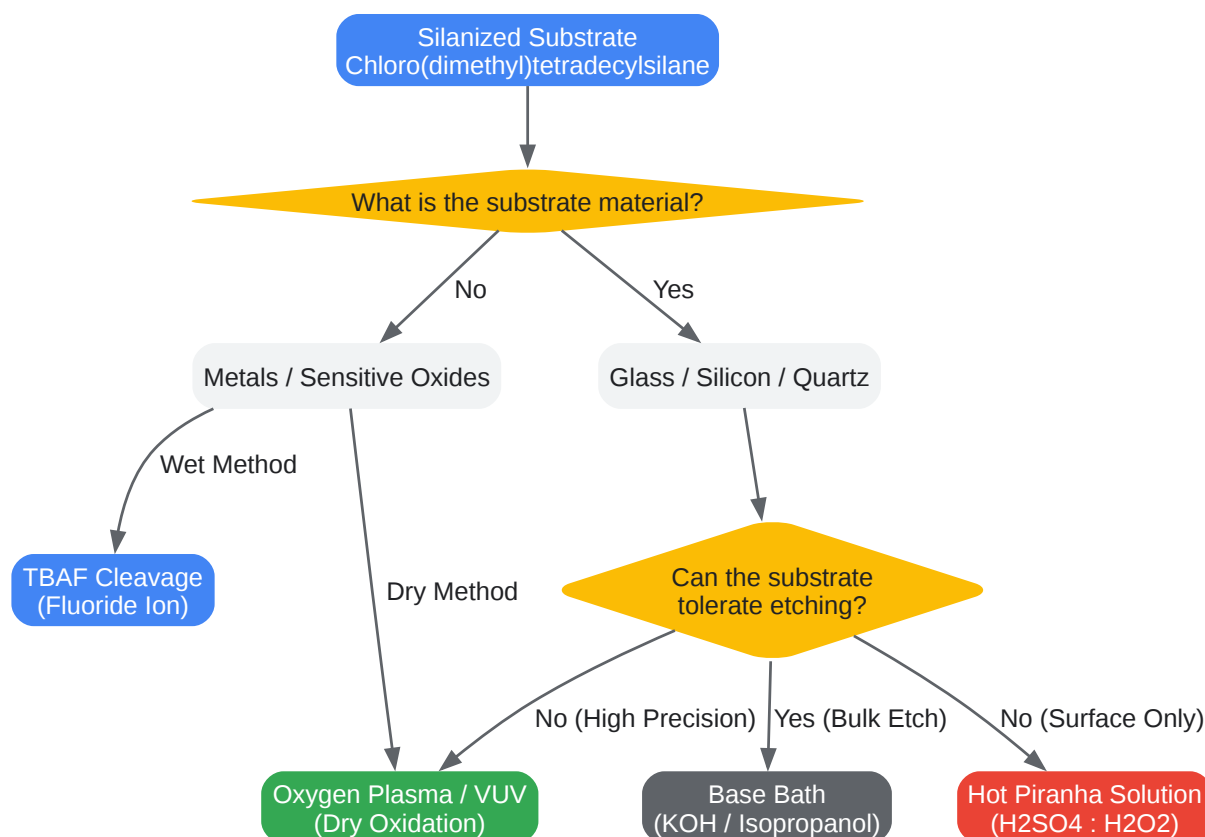 Silanized Substrate
Chloro(dimethyl)tetradecylsilane
What is the substrate material?
No
Yes
Metals / Sensitive Oxides
Glass / Silicon / Quartz
Wet Method
TBAF Cleavage
(Fluoride Ion)
Dry Method
Can the substrate
tolerate etching?
No (High Precision)
Yes (Bulk Etch)
No (Surface Only)
Oxygen Plasma / VUV
(Dry Oxidation)
Base Bath
(KOH / Isopropanol)
Hot Piranha Solution
(H2SO4 : H2O2)